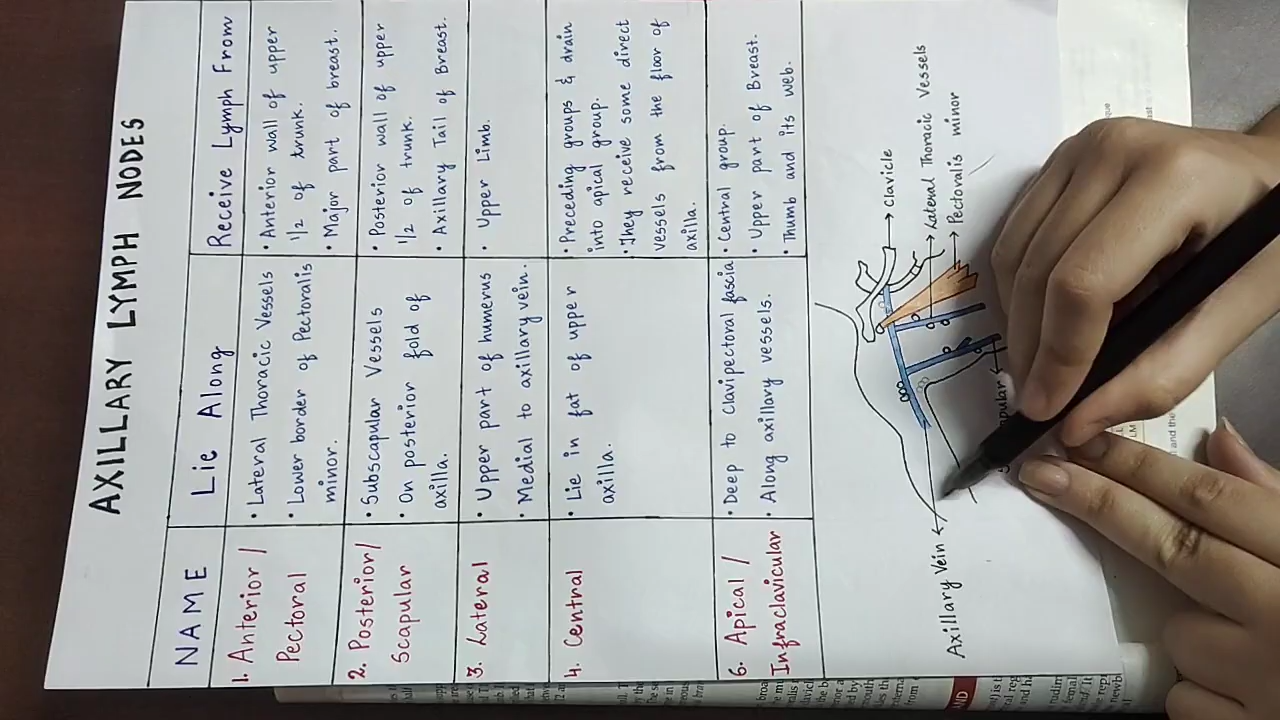 AXILLARY LYMPH NODES
NAME
Lie Along
Receive Lymph From
1. Anterior /
Pectoral
• Lateral Thoracic Vessels
• Lower border of Pectoralis
minor.
• Anterior wall of upper
1/2 of trunk.
• Major part of breast.
2. Posterior/
Scapular
• Subscapular Vessels
• On posterior fold of
axilla.
• Posterior wall of upper
1/2 of trunk.
• Axillary Tail of Breast.
3. Lateral
• Upper part of humerus
• Medial to axillary vein.
• Upper Limb.
4. Central
• Lie in fat of upper
axilla.
• Preceding groups & drain
into apical group.
• They receive some direct
vessels from the floor of
axilla.
6. Apical /
Infraclavicular
• Deep to clavipectoral fascia
• Along axillary vessels.
• Central group.
• Upper part of Breast.
• Thumb and its web.
Clavicle
Lateral Thoracic Vessels
Pectoralis minor
Axillary Vein